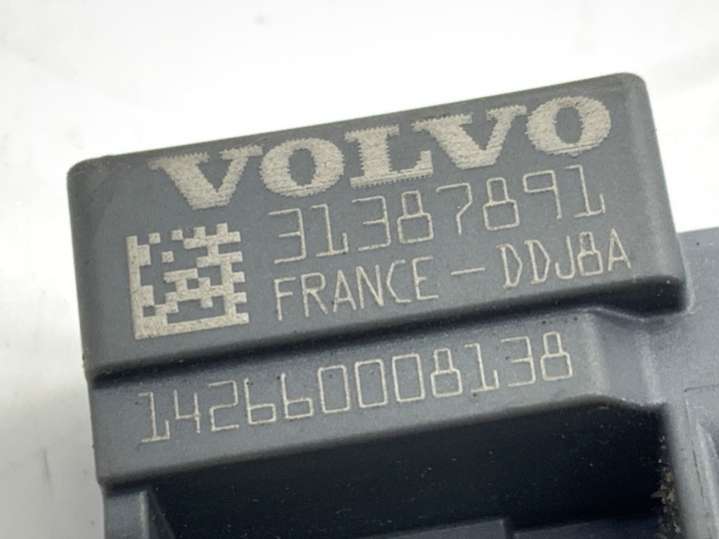 VOLVO
31387891
FRANCE - DDJ8A
142660008138